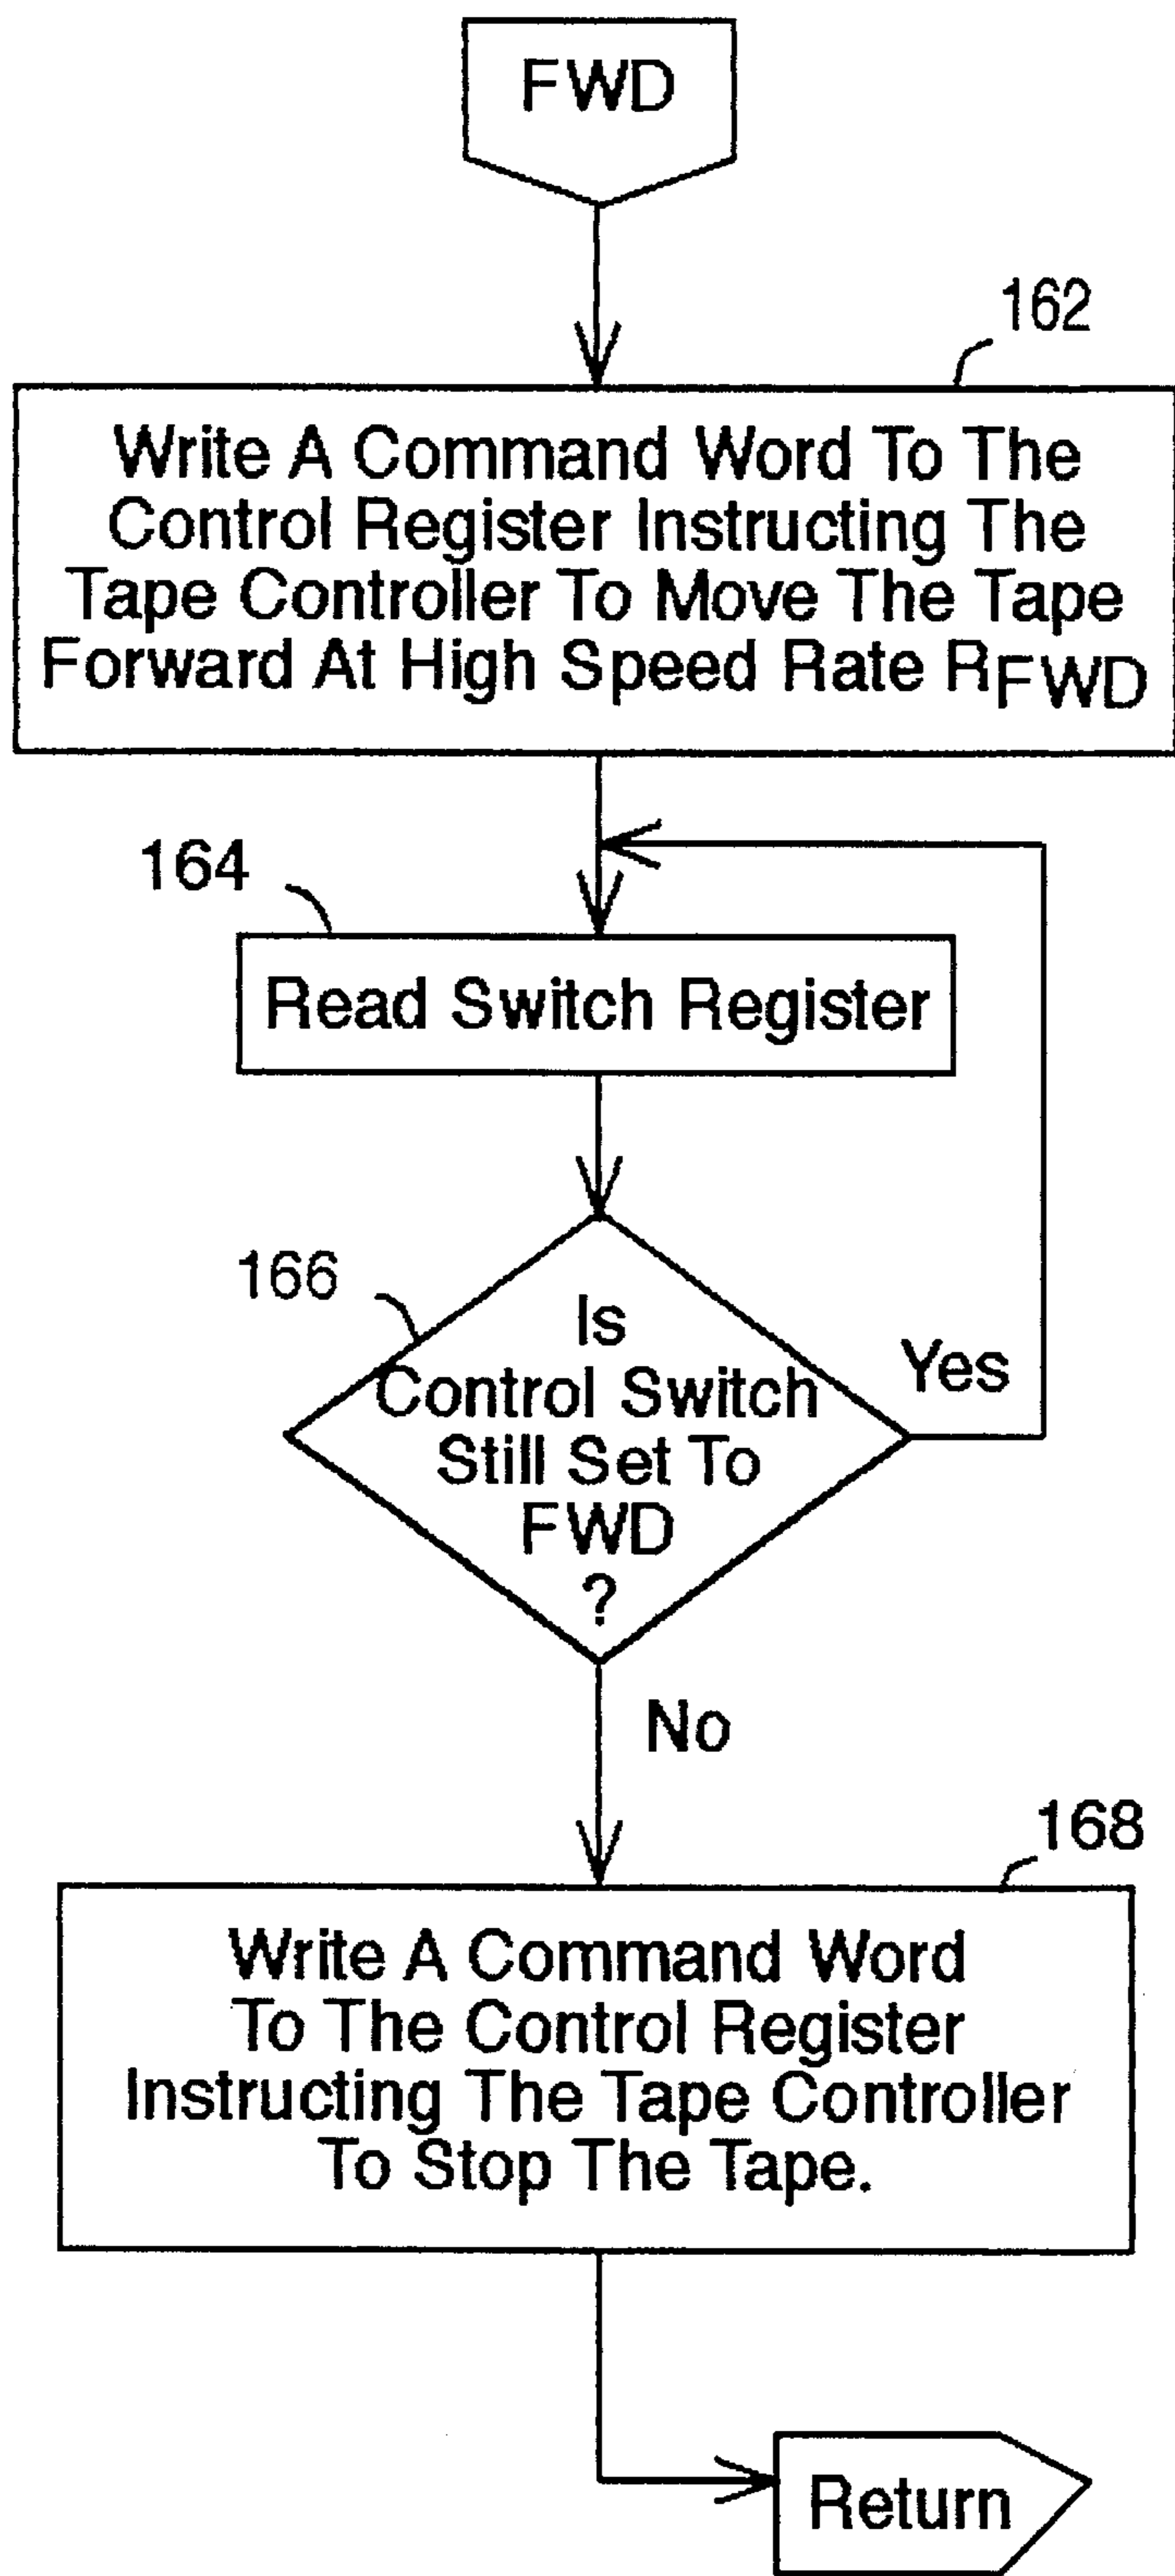 FWD
162
Write A Command Word To The
Control Register Instructing The
Tape Controller To Move The Tape
Forward At High Speed Rate RFWD
164
Read Switch Register
166
Is
Control Switch
Still Set To
FWD
?
Yes
No
168
Write A Command Word
To The Control Register
Instructing The Tape Controller
To Stop The Tape.
Return